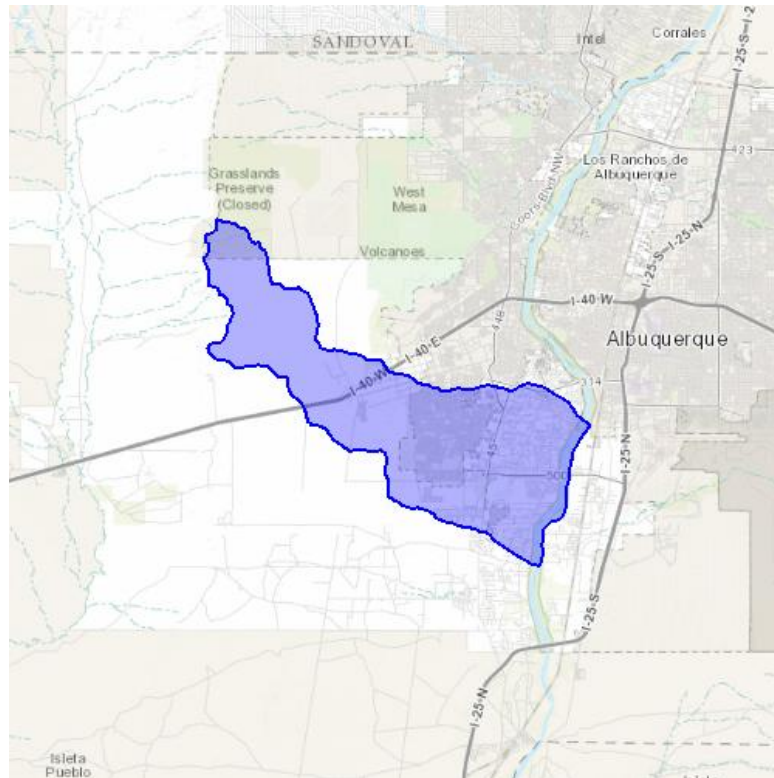 SANDOVAL
Intel
Corrales
I-25-S-I-2
423
Los Ranchos de
Albuquerque
Coors-Blvd-NW
Grasslands
Preserve
(Closed)
West
Mesa
Volcanoes
I-25-S-I-25-N
I-40-W
448
I-40-E
Albuquerque
I-40-W
314
45
I-25-N
500
I-25-S
I-25-N
Isleta
Pueblo